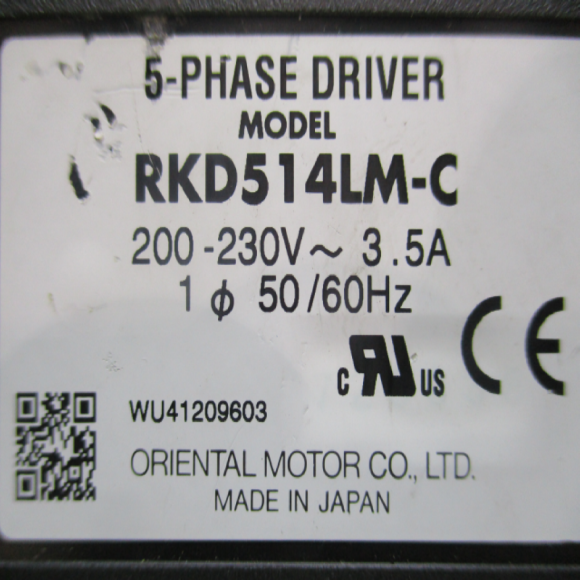 5-PHASE DRIVER
MODEL
RKD514LM-C
200-230V~ 3.5A
1 ϕ 50/60Hz
c RU US CE
WU41209603
ORIENTAL MOTOR CO., LTD.
MADE IN JAPAN